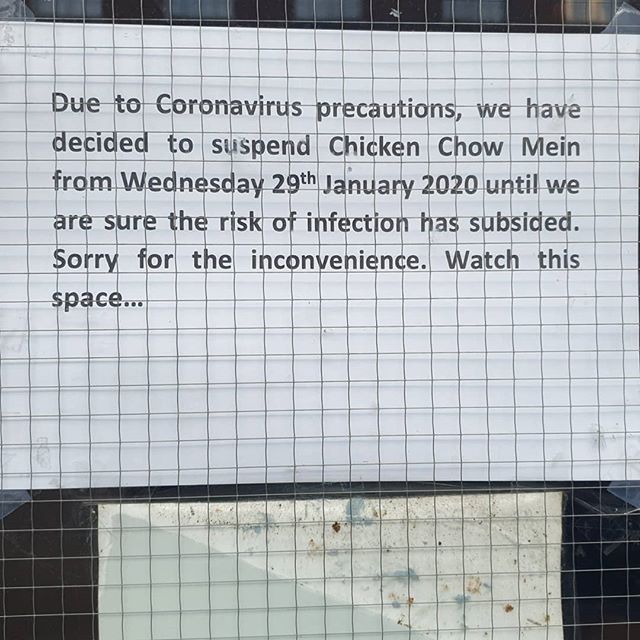 Due to Coronavirus precautions, we have
decided to suspend Chicken Chow Mein
from Wednesday 29th January 2020 until we
are sure the risk of infection has subsided.
Sorry for the inconvenience. Watch this
space...